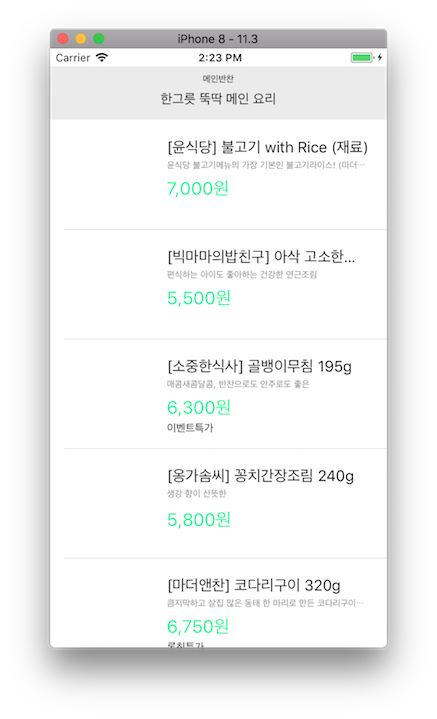 iPhone 8 - 11.3
Carrier 2:23 PM
메인반찬
한그릇 뚝딱 메인 요리
[윤식당] 불고기 with Rice (재료)
윤식당 불고기메뉴의 가장 기본인 불고기라이스! (마더…
7,000원
[빅마마의밥친구] 아삭 고소한…
편식하는 아이도 좋아하는 건강한 연근조림
5,500원
[소중한식사] 골뱅이무침 195g
매콤새콤달콤, 반찬으로도 안주로도 좋은
6,300원
이벤트특가
[옹가솜씨] 꽁치간장조림 240g
생강 향이 산뜻한
5,800원
[마더앤찬] 코다리구이 320g
큼지막하고 살집 많은 동태 한 마리로 만든 코다리구이…
6,750원
론칭특가